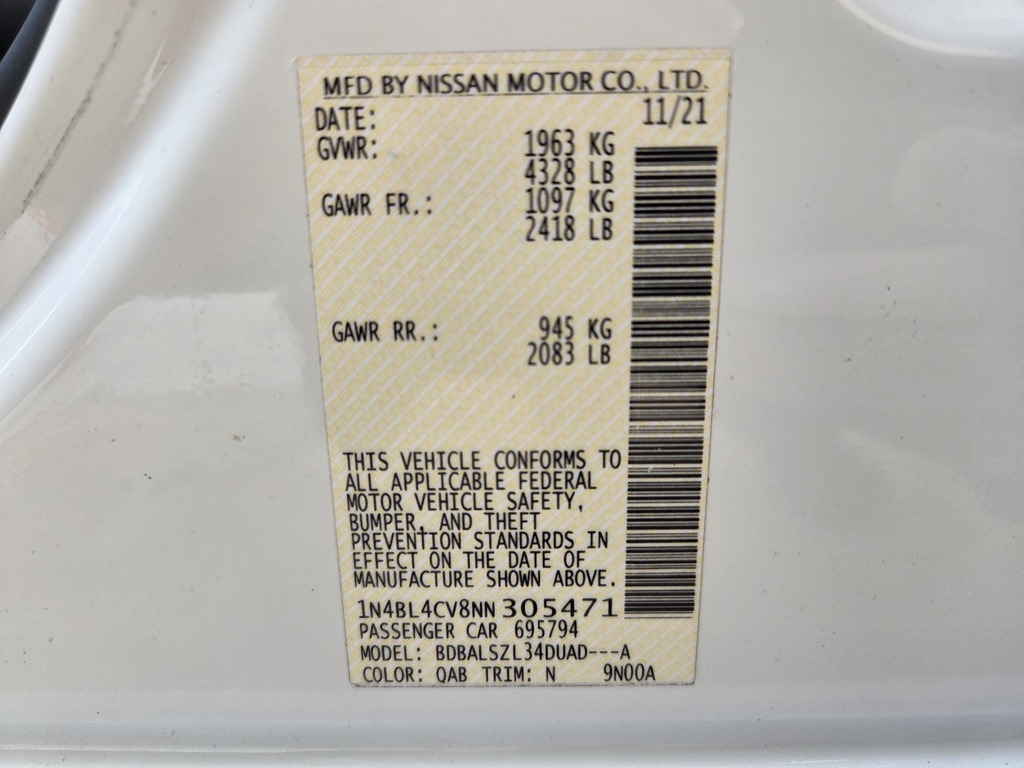 MFD BY NISSAN MOTOR CO., LTD.
DATE: 11/21
GVWR: 1963 KG
4328 LB
GAWR FR.: 1097 KG
2418 LB
GAWR RR.: 945 KG
2083 LB
THIS VEHICLE CONFORMS TO
ALL APPLICABLE FEDERAL
MOTOR VEHICLE SAFETY,
BUMPER, AND THEFT
PREVENTION STANDARDS IN
EFFECT ON THE DATE OF
MANUFACTURE SHOWN ABOVE.
1N4BL4CV8NN305471
PASSENGER CAR 695794
MODEL: BDBALSZL34DUAD---A
COLOR: QAB TRIM: N 9N00A